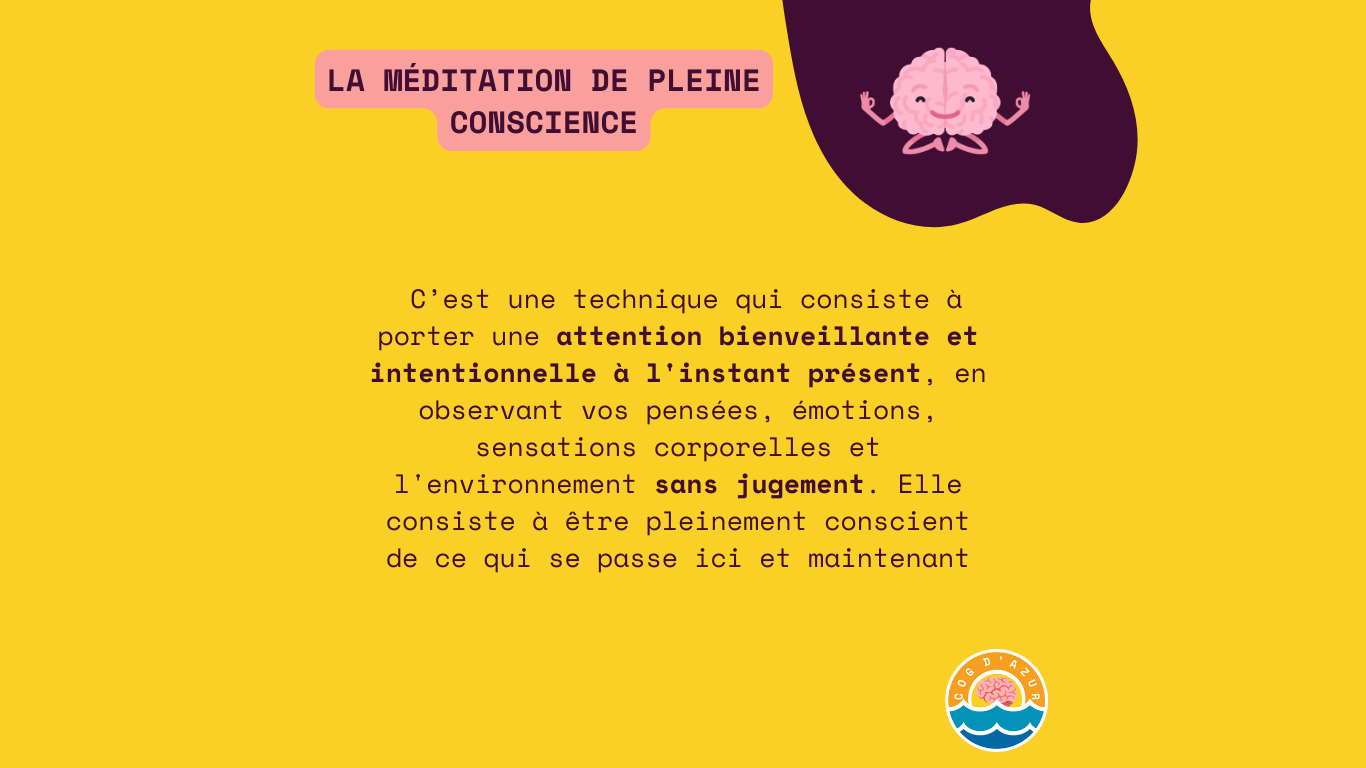 LA MÉDITATION DE PLEINE
CONSCIENCE
C’est une technique qui consiste à
porter une attention bienveillante et
intentionnelle à l'instant présent, en
observant vos pensées, émotions,
sensations corporelles et
l'environnement sans jugement. Elle
consiste à être pleinement conscient
de ce qui se passe ici et maintenant
COG D'AZUR